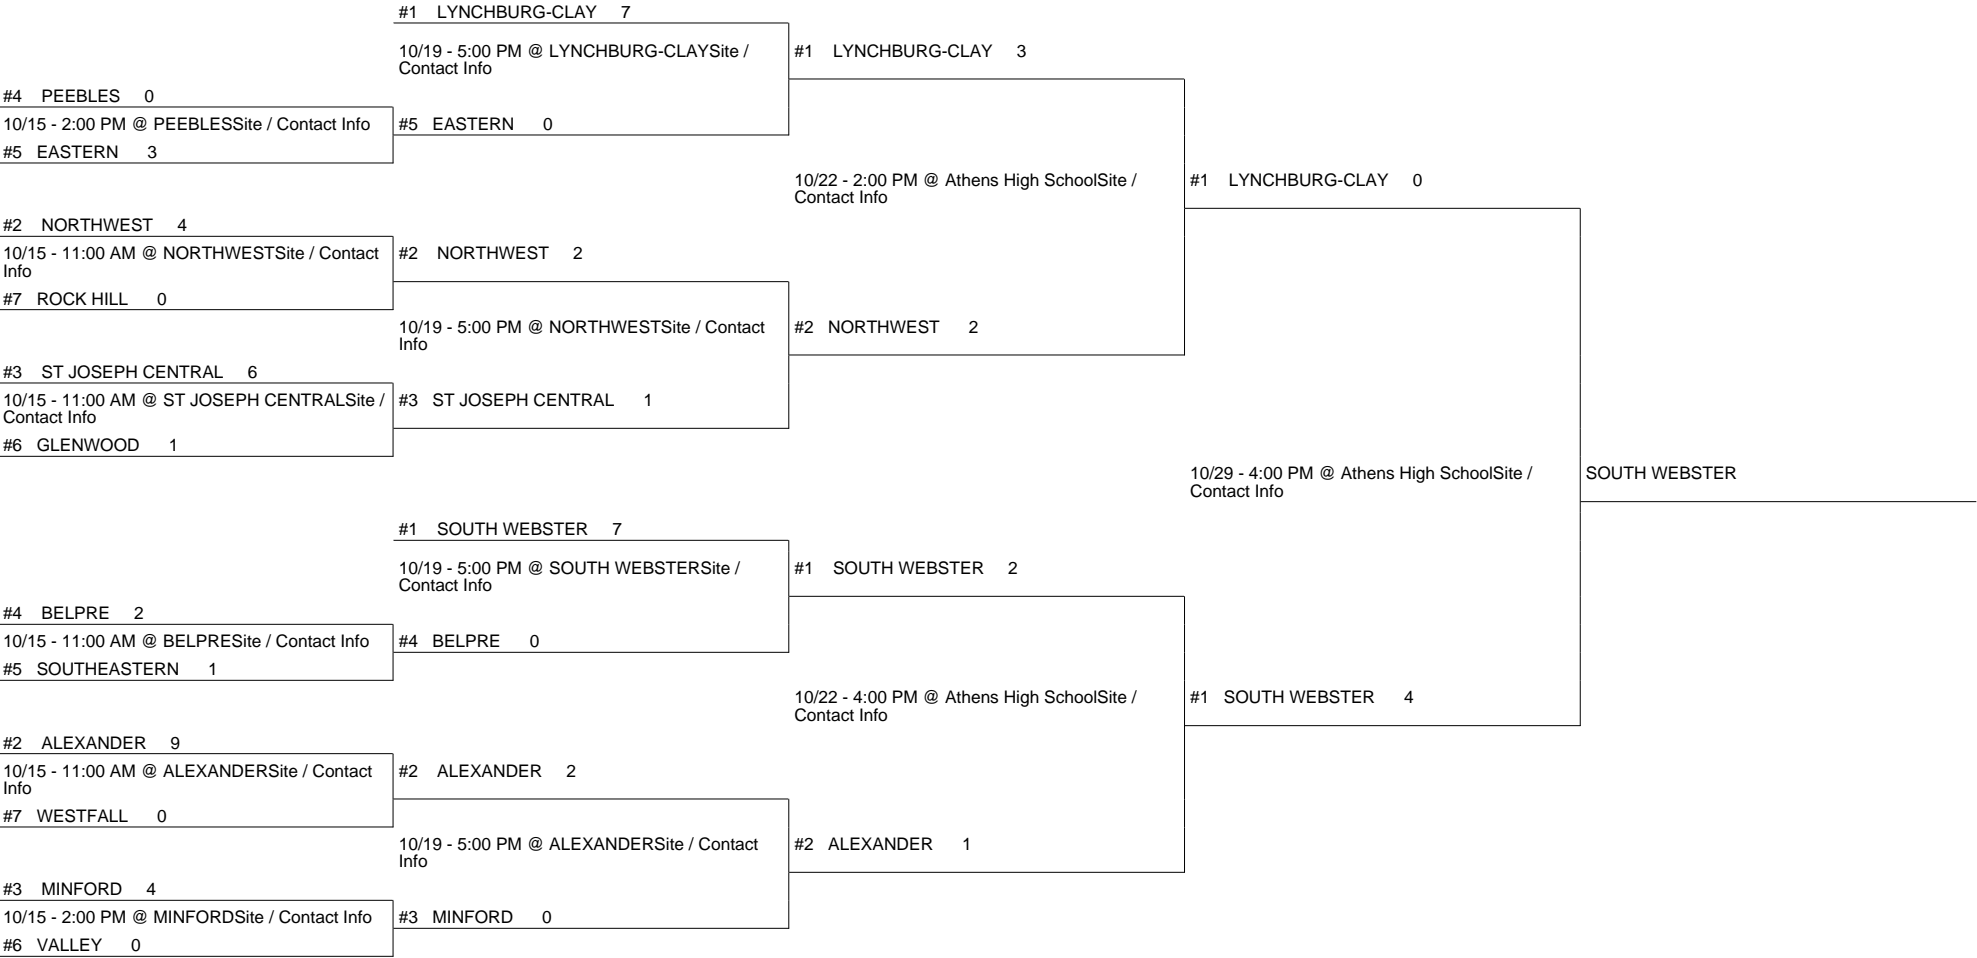 #1 LYNCHBURG-CLAY 7
10/19 - 5:00 PM @ LYNCHBURG-CLAYSite /
Contact Info
#1 LYNCHBURG-CLAY 3
#4 PEEBLES 0
10/15 - 2:00 PM @ PEEBLESSite / Contact Info
#5 EASTERN 0
#5 EASTERN 3
10/22 - 2:00 PM @ Athens High SchoolSite /
Contact Info
#1 LYNCHBURG-CLAY 0
#2 NORTHWEST 4
10/15 - 11:00 AM @ NORTHWESTSite / Contact
Info
#2 NORTHWEST 2
#7 ROCK HILL 0
10/19 - 5:00 PM @ NORTHWESTSite / Contact
Info
#2 NORTHWEST 2
#3 ST JOSEPH CENTRAL 6
10/15 - 11:00 AM @ ST JOSEPH CENTRALSite /
Contact Info
#3 ST JOSEPH CENTRAL 1
#6 GLENWOOD 1
10/29 - 4:00 PM @ Athens High SchoolSite /
Contact Info
SOUTH WEBSTER
#1 SOUTH WEBSTER 7
10/19 - 5:00 PM @ SOUTH WEBSTERSite /
Contact Info
#1 SOUTH WEBSTER 2
#4 BELPRE 2
10/15 - 11:00 AM @ BELPRESite / Contact Info
#4 BELPRE 0
#5 SOUTHEASTERN 1
10/22 - 4:00 PM @ Athens High SchoolSite /
Contact Info
#1 SOUTH WEBSTER 4
#2 ALEXANDER 9
10/15 - 11:00 AM @ ALEXANDERSite / Contact
Info
#2 ALEXANDER 2
#7 WESTFALL 0
10/19 - 5:00 PM @ ALEXANDERSite / Contact
Info
#2 ALEXANDER 1
#3 MINFORD 4
10/15 - 2:00 PM @ MINFORDSite / Contact Info
#3 MINFORD 0
#6 VALLEY 0